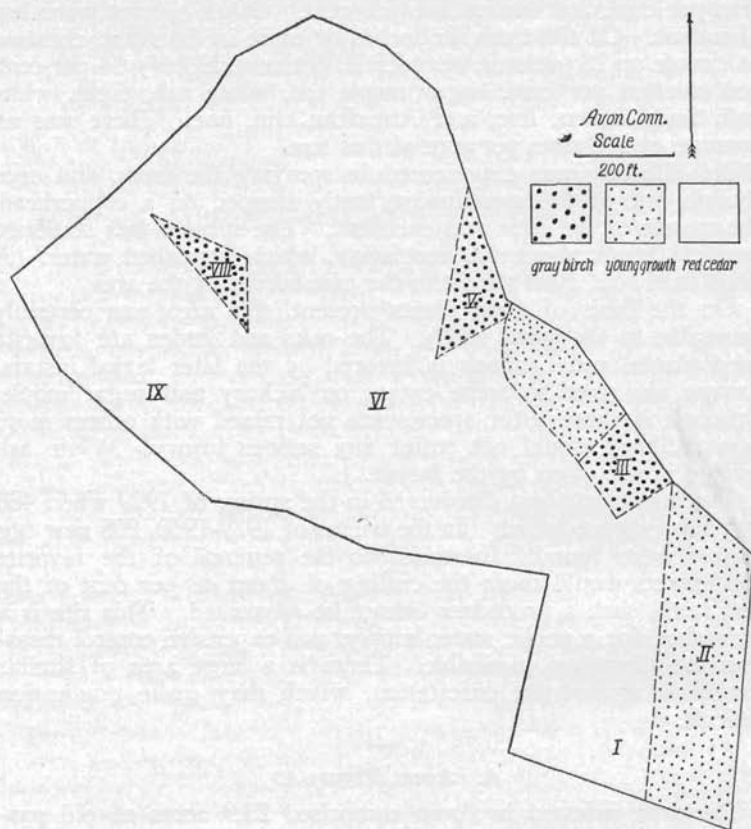 Avon Conn.
Scale
200 ft.
gray birch young growth red cedar
VIII
V
IX
VI
III
II
I